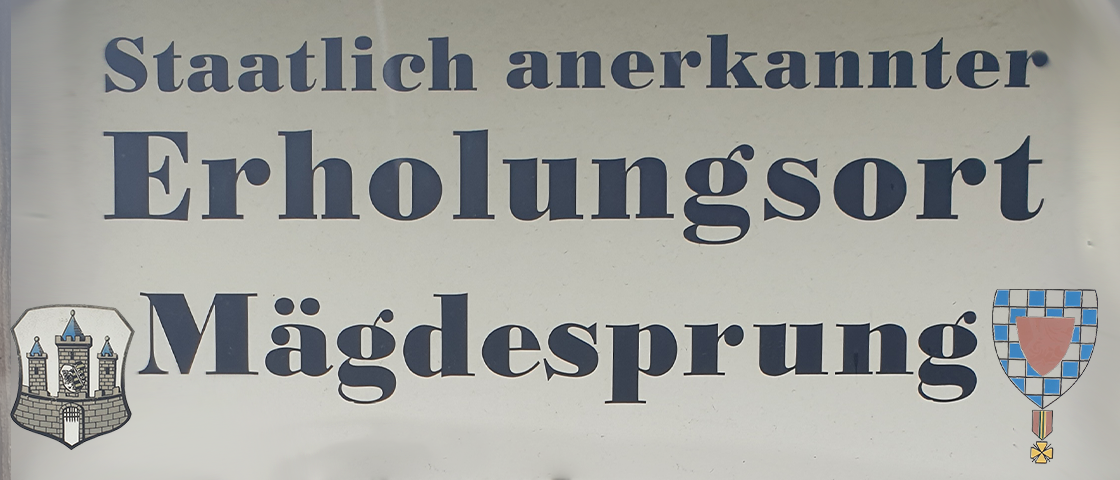 Staatlich anerkannter
Erholungsort
Mägdesprung